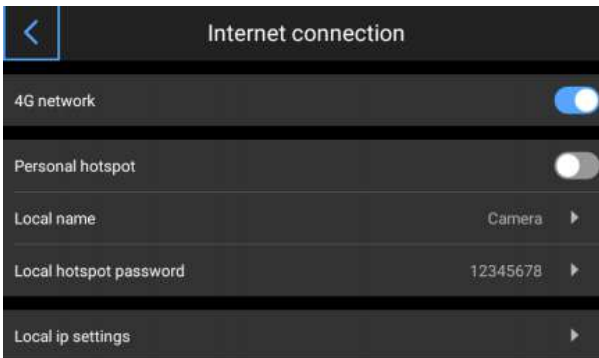 Internet connection
4G network
Personal hotspot
Local name Camera
Local hotspot password 12345678
Local ip settings